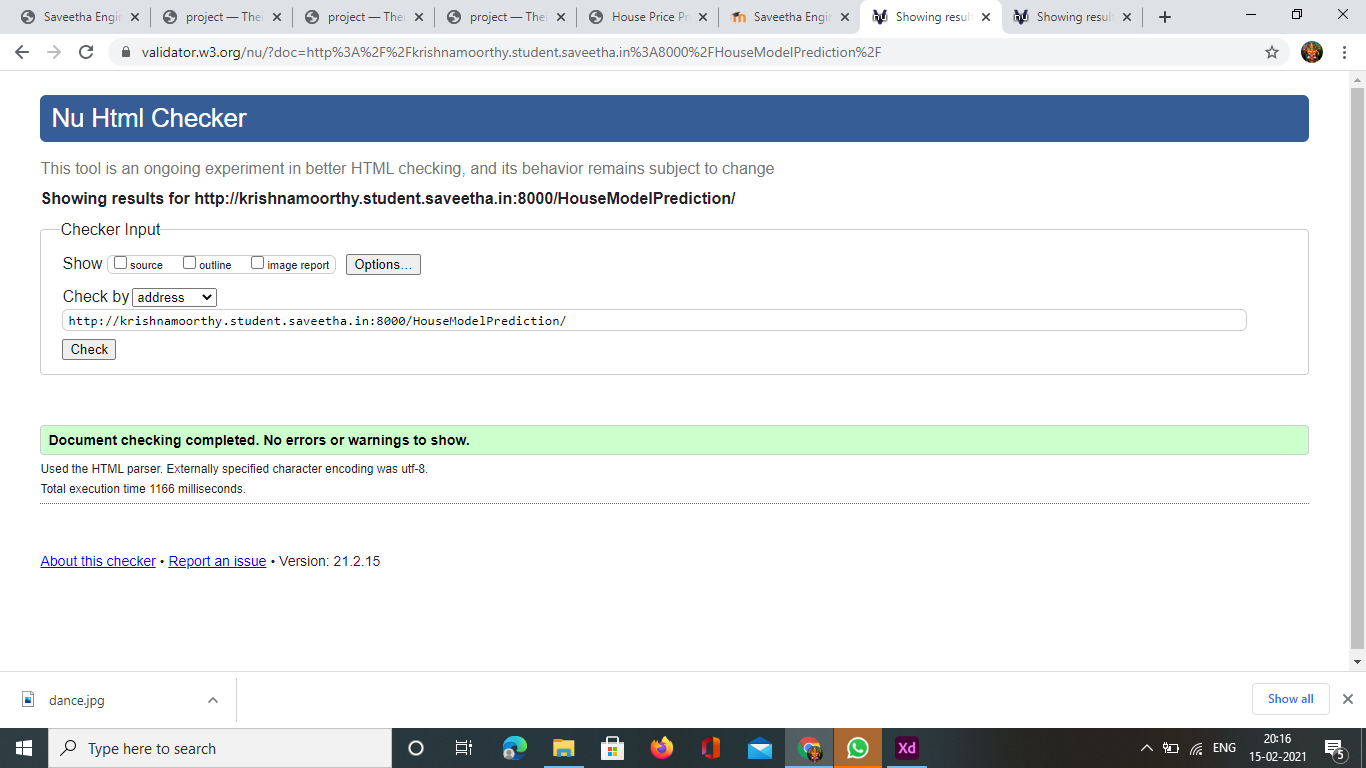 Saveetha Engin
project — Thei
project — Thei
project — Thei
House Price Pr
Saveetha Engin
Showing result
Showing result
validator.w3.org/nu/?doc=http%3A%2F%2Fkrishnamoorthy.student.saveetha.in%3A8000%2FHouseModelPrediction%2F
Nu Html Checker
This tool is an ongoing experiment in better HTML checking, and its behavior remains subject to change
Showing results for http://krishnamoorthy.student.saveetha.in:8000/HouseModelPrediction/
Checker Input
Show source outline image report Options...
Check by address
http://krishnamoorthy.student.saveetha.in:8000/HouseModelPrediction/
Check
Document checking completed. No errors or warnings to show.
Used the HTML parser. Externally specified character encoding was utf-8.
Total execution time 1166 milliseconds.
About this checker • Report an issue • Version: 21.2.15
dance.jpg
Show all
Type here to search
Xd
ENG
20:16
15-02-2021
5